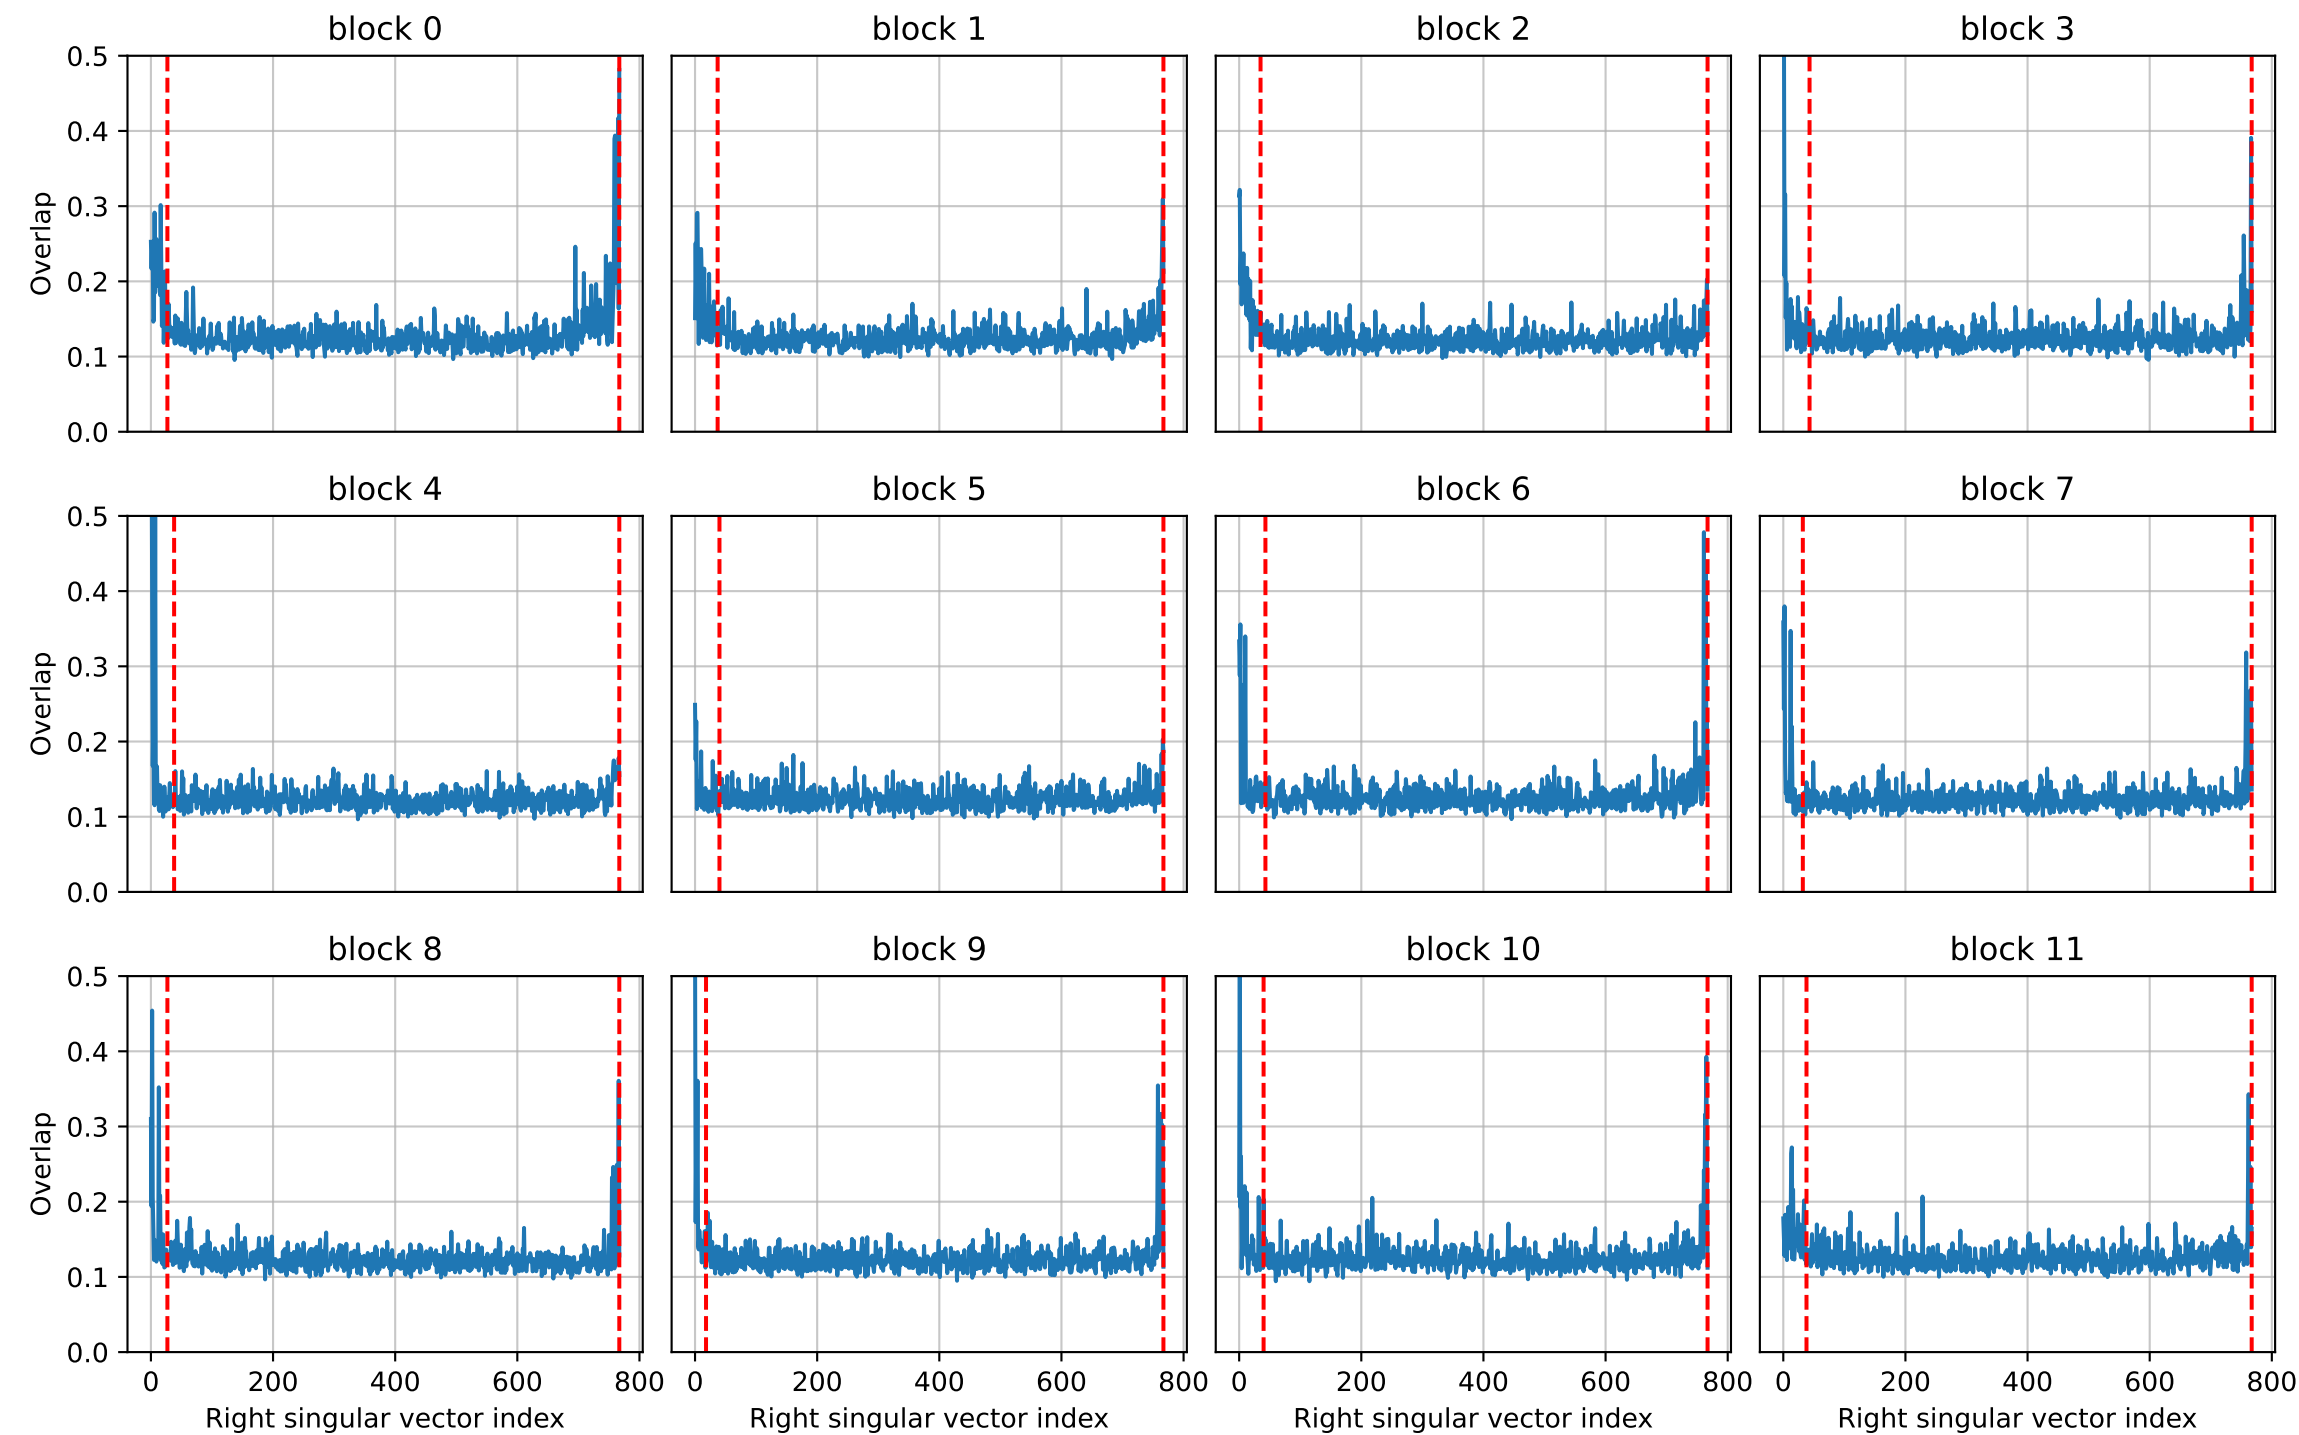 block 0
block 1
block 2
block 3
0.5
0.4
0.3
0.2
0.1
0.0
Overlap
block 4
block 5
block 6
block 7
0.5
0.4
0.3
0.2
0.1
0.0
Overlap
block 8
block 9
block 10
block 11
0.5
0.4
0.3
0.2
0.1
0.0
Overlap
0 200 400 600 800
0 200 400 600 800
0 200 400 600 800
0 200 400 600 800
Right singular vector index
Right singular vector index
Right singular vector index
Right singular vector index